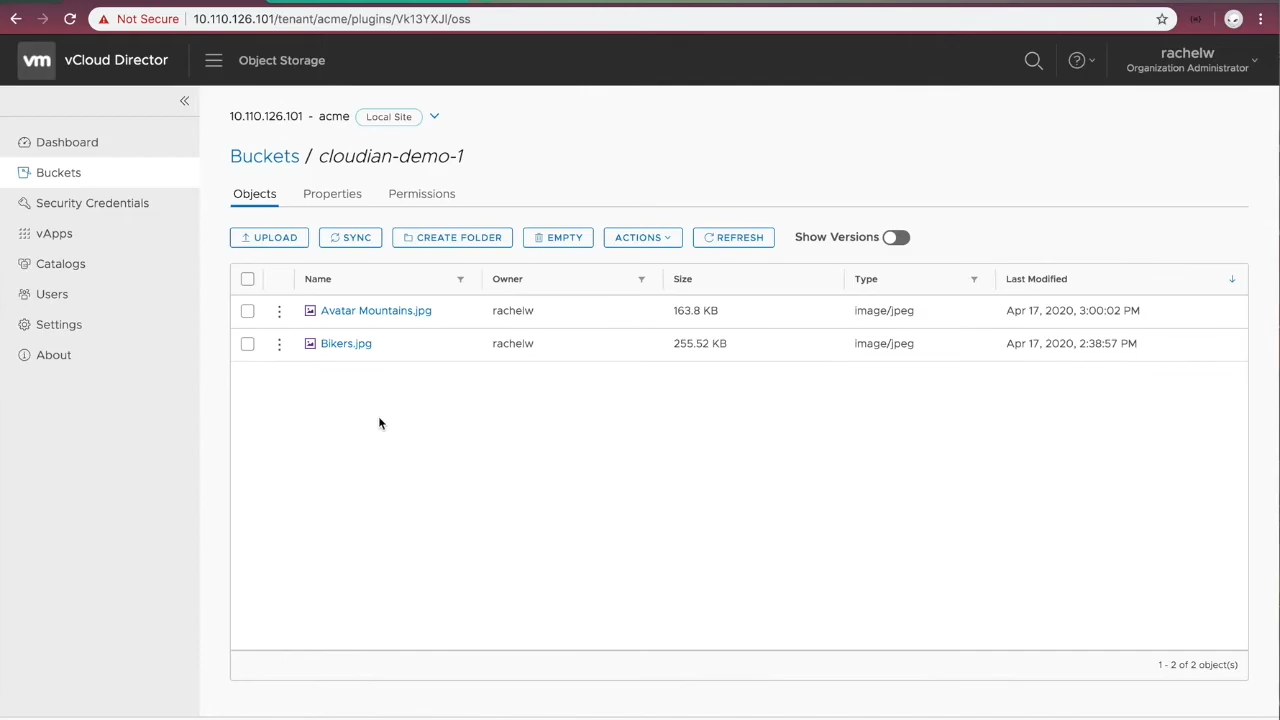 Not Secure 10.110.126.101/tenant/acme/plugins/Vk13YXJl/oss
vm vCloud Director Object Storage rachelw
Organization Administrator
10.110.126.101 - acme Local Site
Dashboard
Buckets
Security Credentials
vApps
Catalogs
Users
Settings
About
Buckets / cloudian-demo-1
Objects Properties Permissions
UPLOAD SYNC CREATE FOLDER EMPTY ACTIONS REFRESH Show Versions
Name Owner Size Type Last Modified
Avatar Mountains.jpg rachelw 163.8 KB image/jpeg Apr 17, 2020, 3:00:02 PM
Bikers.jpg rachelw 255.52 KB image/jpeg Apr 17, 2020, 2:38:57 PM
1 - 2 of 2 object(s)